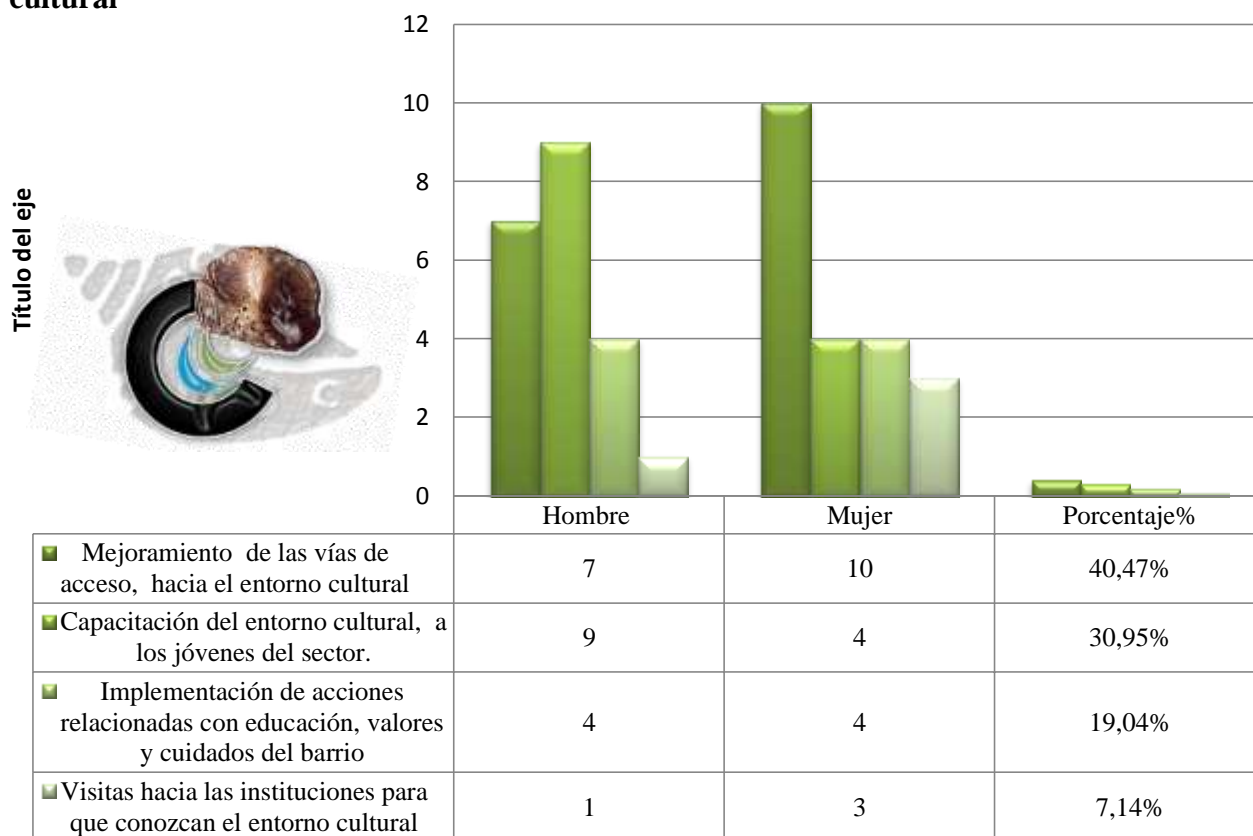 cultural
12
10
8
6
4
2
0
Título del eje
Hombre Mujer Porcentaje%
Mejoramiento de las vías de
acceso, hacia el entorno cultural
7 10 40,47%
Capacitación del entorno cultural, a
los jóvenes del sector.
9 4 30,95%
Implementación de acciones
relacionadas con educación, valores
y cuidados del barrio
4 4 19,04%
Visitas hacia las instituciones para
que conozcan el entorno cultural
1 3 7,14%